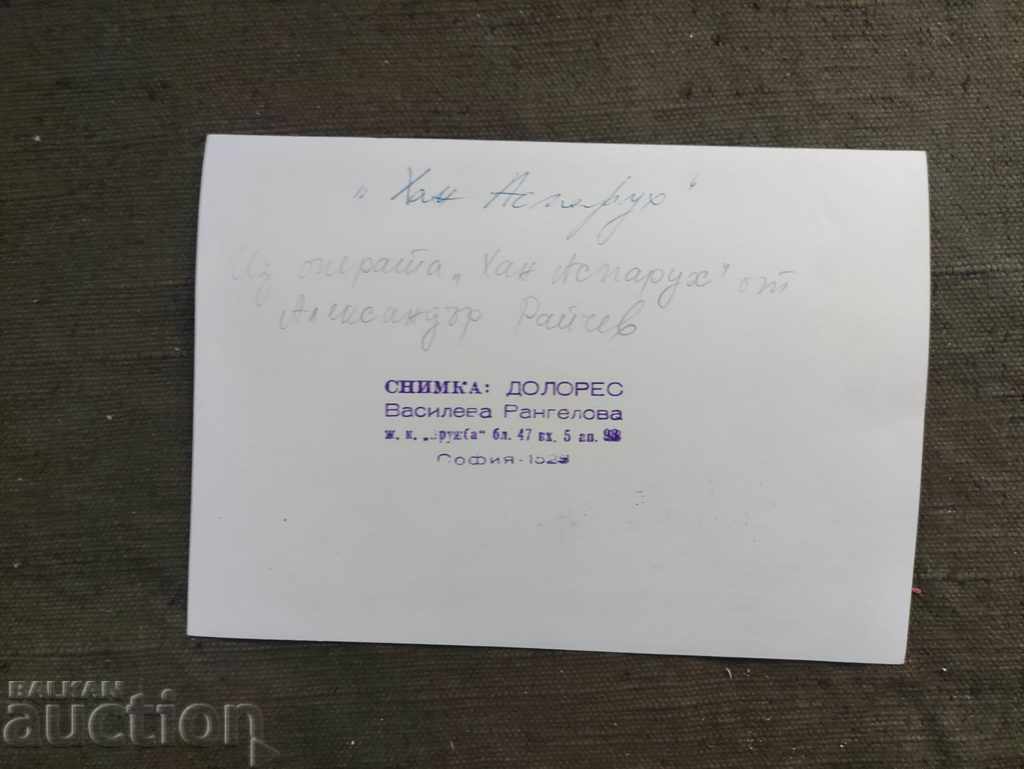 „Хан Аспарух"
Из операта „Хан Аспарух" от
Александър Райчев
СНИМКА: ДОЛОРЕС
Василева Рангелова
ж. к. „Дружба" бл. 47 вх. 5 ап.
София-
BALKAN
auction